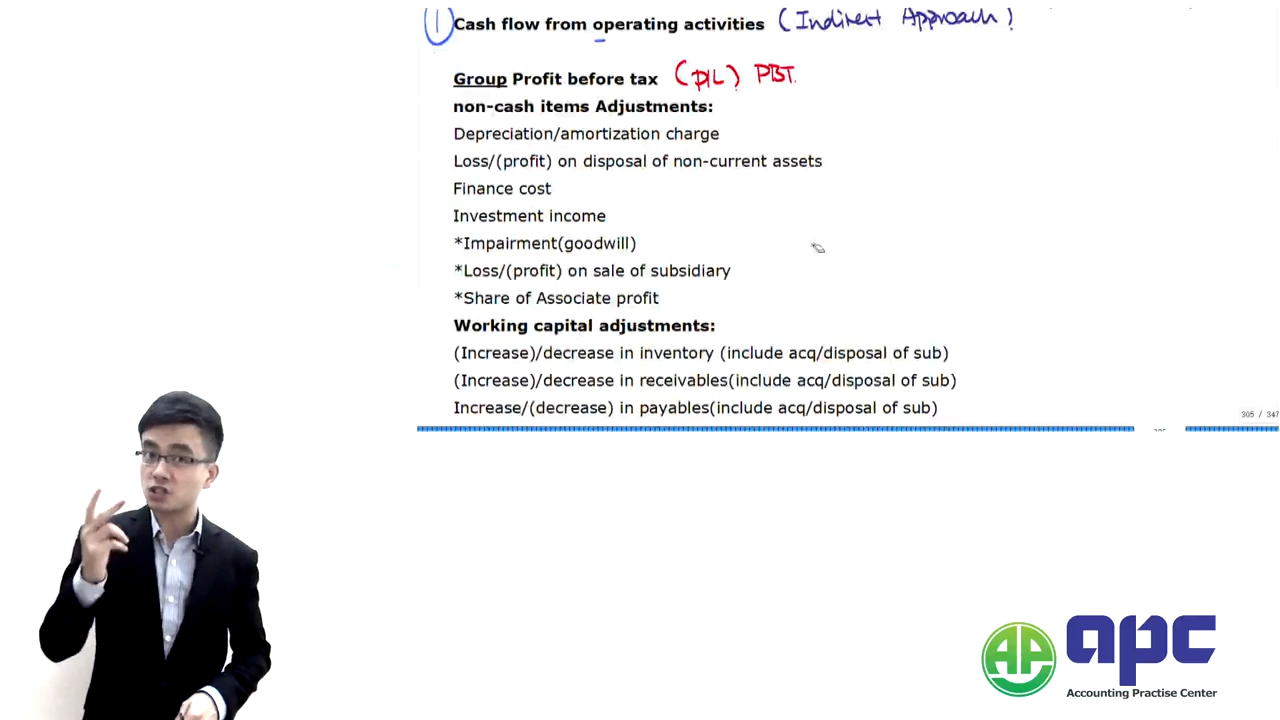 ① Cash flow from operating activities (Indirect Approach)
Group Profit before tax (P/L) PBT.
non-cash items Adjustments:
Depreciation/amortization charge
Loss/(profit) on disposal of non-current assets
Finance cost
Investment income
*Impairment(goodwill)
*Loss/(profit) on sale of subsidiary
*Share of Associate profit
Working capital adjustments:
(Increase)/decrease in inventory (include acq/disposal of sub)
(Increase)/decrease in receivables(include acq/disposal of sub)
Increase/(decrease) in payables(include acq/disposal of sub)
305 / 347
AP
apc
Accounting Practise Center